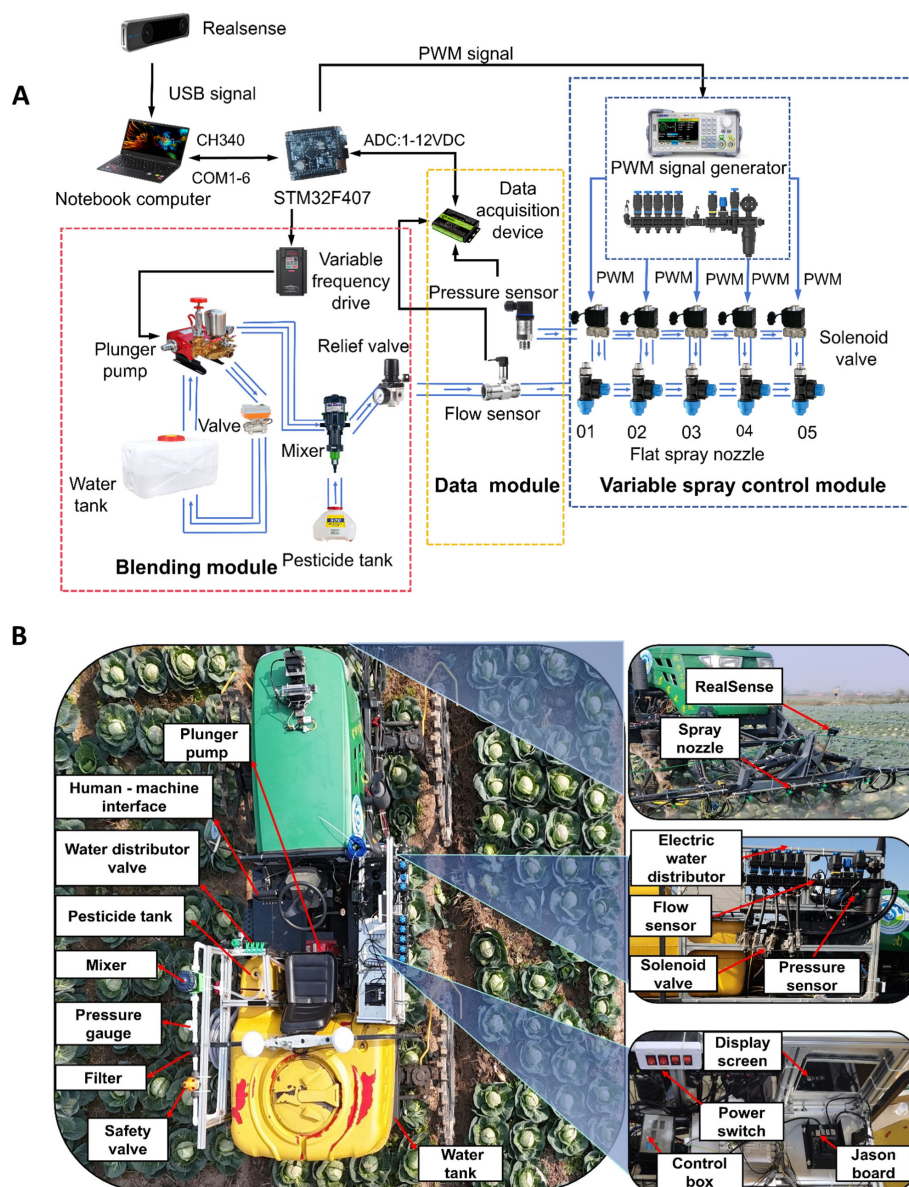 Realsense
PWM signal
A
USB signal
CH340
ADC:1-12VDC
COM1-6
Notebook computer
STM32F407
PWM signal generator
Data
acquisition
device
Variable
frequency
drive
PWM
PWM
PWM
PWM
PWM
Pressure sensor
Plunger
pump
Relief valve
Solenoid
valve
Valve
Flow sensor
Mixer
01
02
03
04
05
Flat spray nozzle
Water
tank
Data module
Variable spray control module
Pesticide tank
Blending module
B
RealSense
Spray
nozzle
Plunger
pump
Human - machine
interface
Water distributor
valve
Pesticide tank
Mixer
Pressure
gauge
Filter
Safety
valve
Water
tank
Electric
water
distributor
Flow
sensor
Solenoid
valve
Pressure
sensor
Display
screen
Power
switch
Control
box
Jason
board